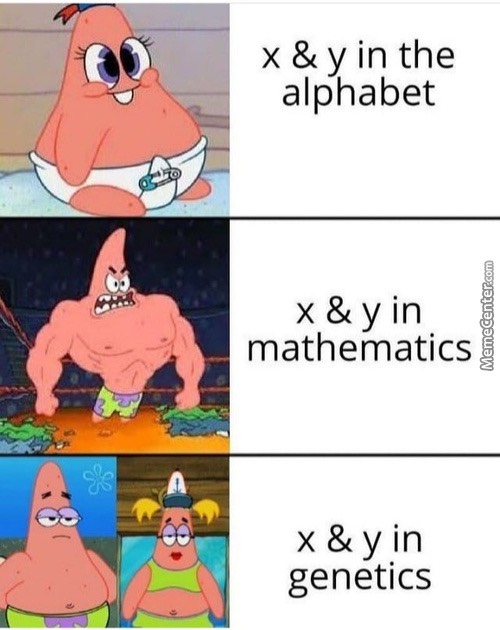 x & y in the
alphabet
x & y in
mathematics
MemeCenter.com
x & y in
genetics